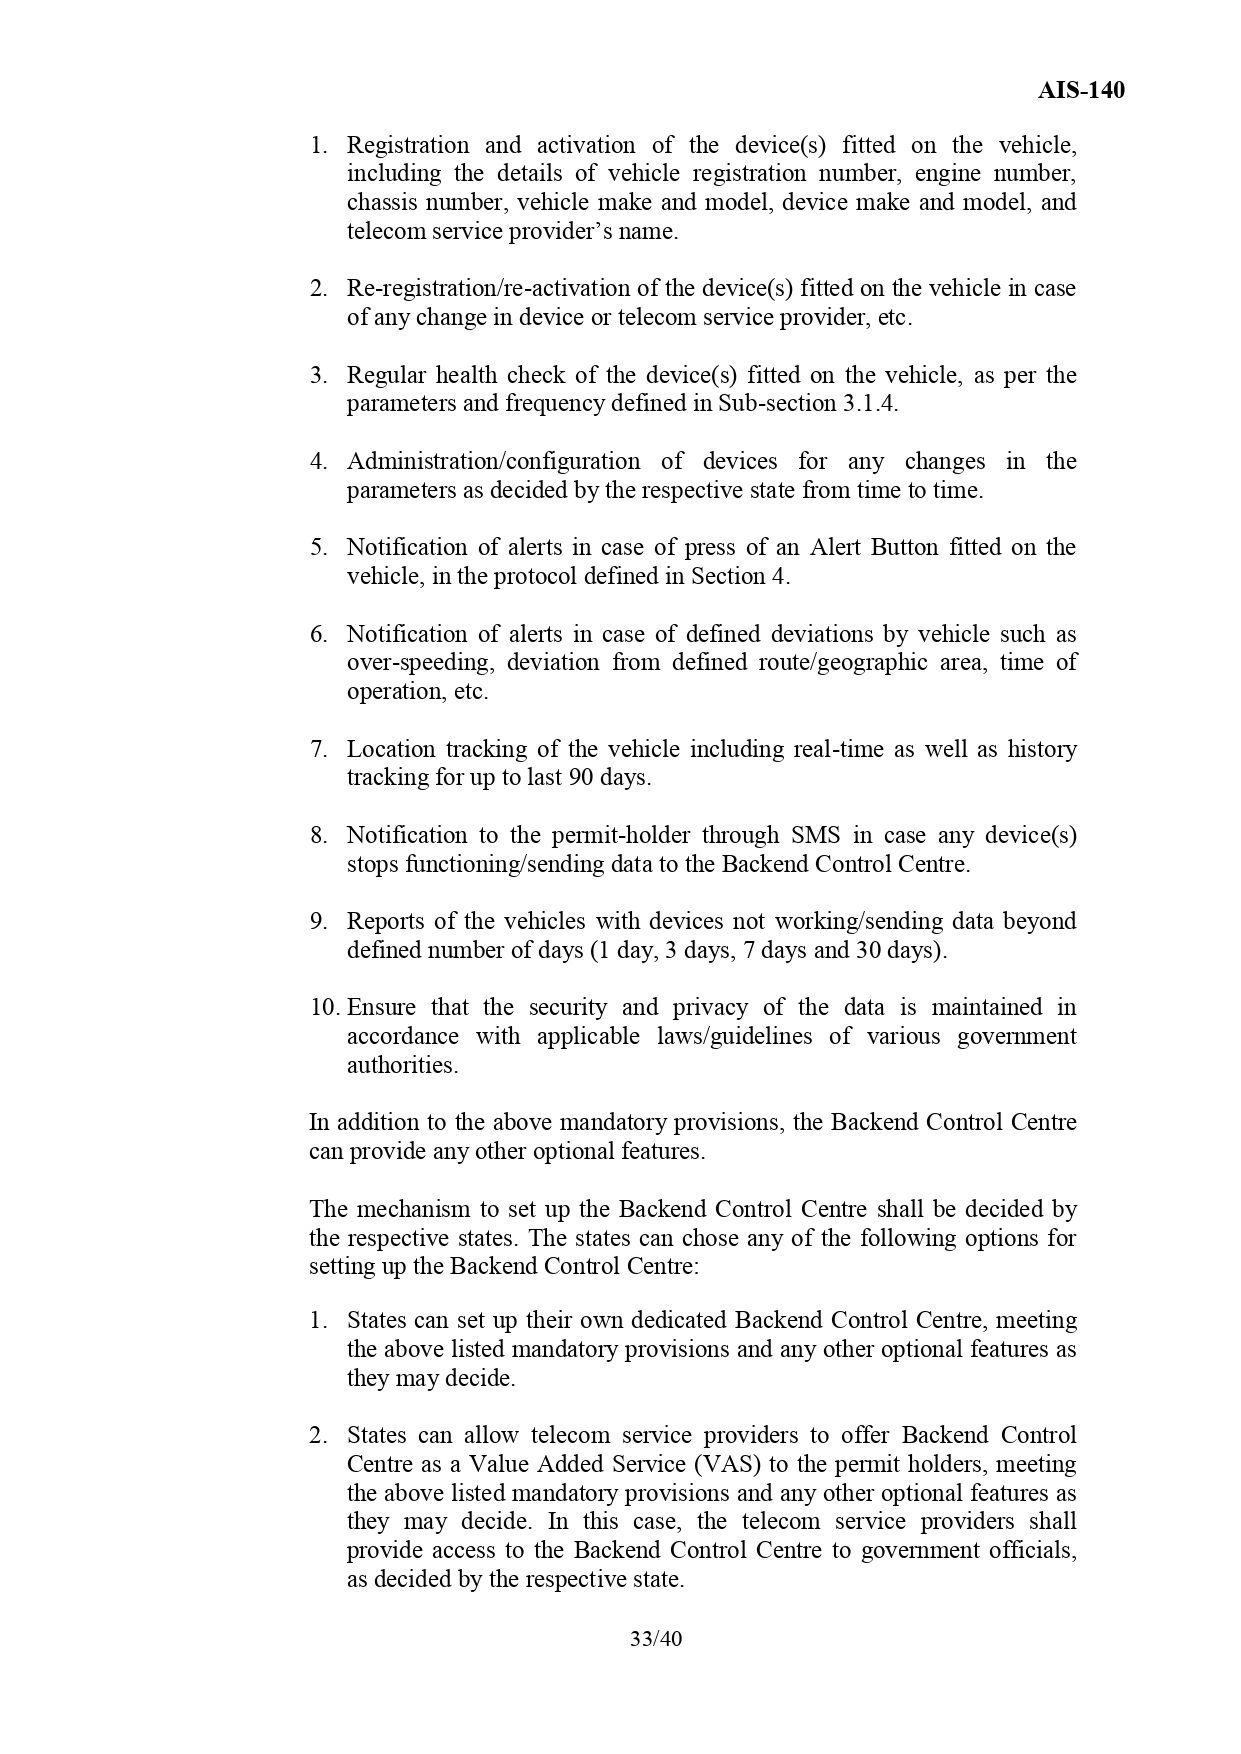 AIS-140
1. Registration and activation of the device(s) fitted on the vehicle,
including the details of vehicle registration number, engine number,
chassis number, vehicle make and model, device make and model, and
telecom service provider’s name.
2. Re-registration/re-activation of the device(s) fitted on the vehicle in case
of any change in device or telecom service provider, etc.
3. Regular health check of the device(s) fitted on the vehicle, as per the
parameters and frequency defined in Sub-section 3.1.4.
4. Administration/configuration of devices for any changes in the
parameters as decided by the respective state from time to time.
5. Notification of alerts in case of press of an Alert Button fitted on the
vehicle, in the protocol defined in Section 4.
6. Notification of alerts in case of defined deviations by vehicle such as
over-speeding, deviation from defined route/geographic area, time of
operation, etc.
7. Location tracking of the vehicle including real-time as well as history
tracking for up to last 90 days.
8. Notification to the permit-holder through SMS in case any device(s)
stops functioning/sending data to the Backend Control Centre.
9. Reports of the vehicles with devices not working/sending data beyond
defined number of days (1 day, 3 days, 7 days and 30 days).
10. Ensure that the security and privacy of the data is maintained in
accordance with applicable laws/guidelines of various government
authorities.
In addition to the above mandatory provisions, the Backend Control Centre
can provide any other optional features.
The mechanism to set up the Backend Control Centre shall be decided by
the respective states. The states can chose any of the following options for
setting up the Backend Control Centre:
1. States can set up their own dedicated Backend Control Centre, meeting
the above listed mandatory provisions and any other optional features as
they may decide.
2. States can allow telecom service providers to offer Backend Control
Centre as a Value Added Service (VAS) to the permit holders, meeting
the above listed mandatory provisions and any other optional features as
they may decide. In this case, the telecom service providers shall
provide access to the Backend Control Centre to government officials,
as decided by the respective state.
33/40